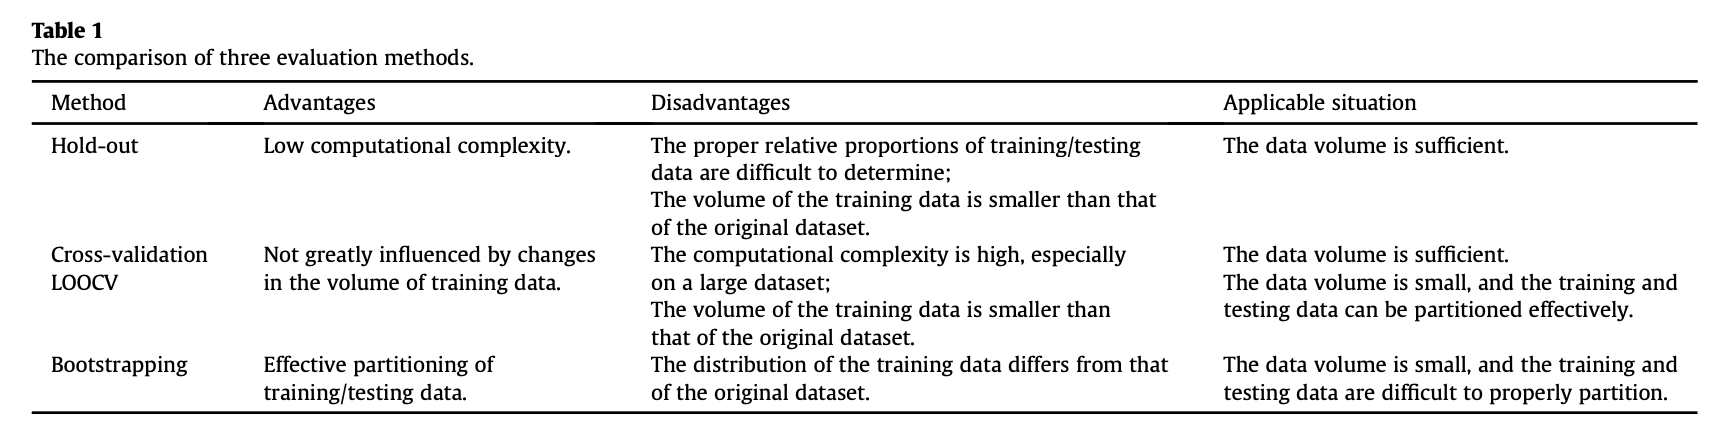 Table 1
The comparison of three evaluation methods.
Method Advantages Disadvantages Applicable situation
Hold-out Low computational complexity. The proper relative proportions of training/testing The data volume is sufficient.
data are difficult to determine;
The volume of the training data is smaller than that
of the original dataset.
Cross-validation Not greatly influenced by changes The computational complexity is high, especially The data volume is sufficient.
LOOCV in the volume of training data. on a large dataset; The data volume is small, and the training and
The volume of the training data is smaller than testing data can be partitioned effectively.
that of the original dataset.
Bootstrapping Effective partitioning of The distribution of the training data differs from that The data volume is small, and the training and
training/testing data. of the original dataset. testing data are difficult to properly partition.